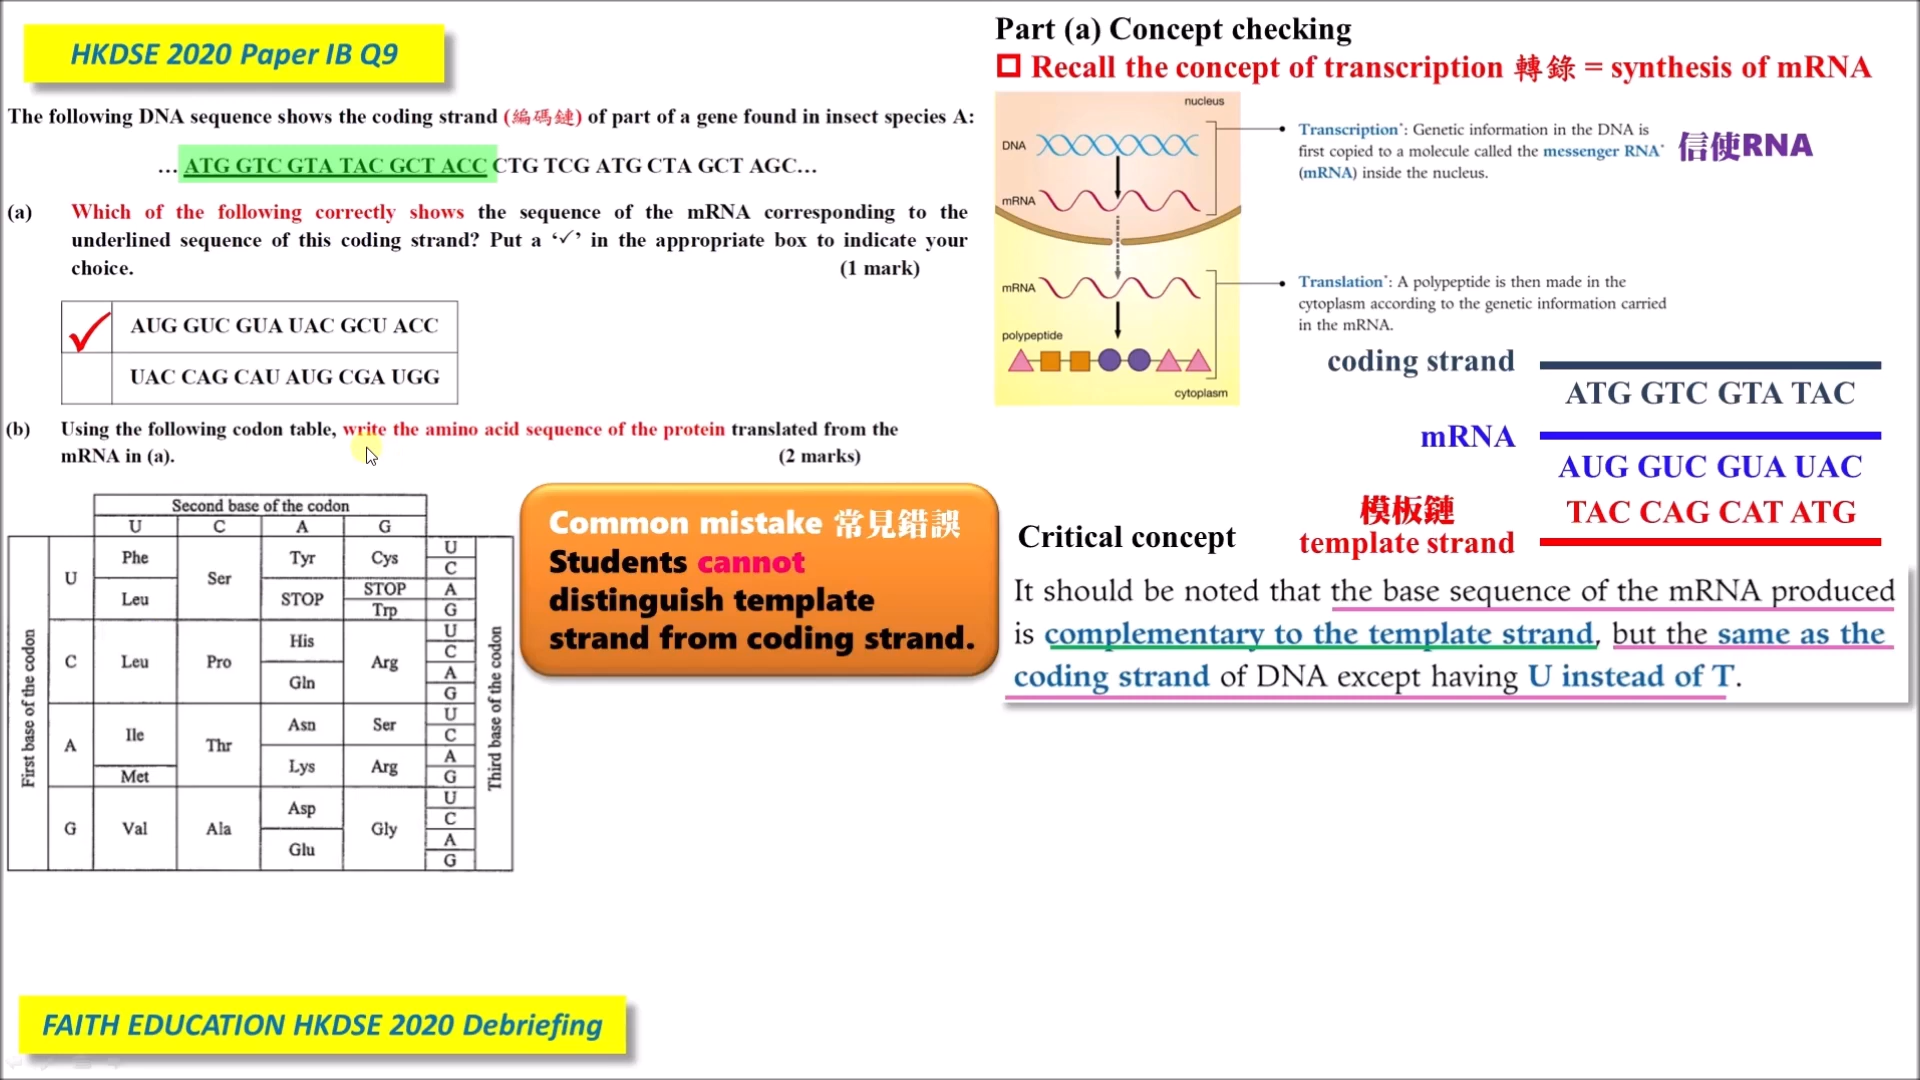 HKDSE 2020 Paper IB Q9
The following DNA sequence shows the coding strand (編碼鏈) of part of a gene found in insect species A:
… ATG GTC GTA TAC GCT ACC CTG TCG ATG CTA GCT AGC…
(a) Which of the following correctly shows the sequence of the mRNA corresponding to the
underlined sequence of this coding strand? Put a ‘✓’ in the appropriate box to indicate your
choice. (1 mark)
✓ AUG GUC GUA UAC GCU ACC
UAC CAG CAU AUG CGA UGG
(b) Using the following codon table, write the amino acid sequence of the protein translated from the
mRNA in (a). (2 marks)
Second base of the codon
U C A G
First base of the codon
U
Phe
Leu
Ser
Tyr
STOP
Cys
STOP
Trp
U
C
A
G
C
Leu
Pro
His
Gln
Arg
U
C
A
G
A
Ile
Met
Thr
Asn
Lys
Ser
Arg
U
C
A
G
G
Val
Ala
Asp
Glu
Gly
U
C
A
G
Third base of the codon
Common mistake 常見錯誤
Students cannot
distinguish template
strand from coding strand.
FAITH EDUCATION HKDSE 2020 Debriefing
Part (a) Concept checking
Recall the concept of transcription 轉錄 = synthesis of mRNA
nucleus
DNA
mRNA
mRNA
polypeptide
cytoplasm
Transcription*: Genetic information in the DNA is
first copied to a molecule called the messenger RNA*
(mRNA) inside the nucleus.
信使RNA
Translation*: A polypeptide is then made in the
cytoplasm according to the genetic information carried
in the mRNA.
coding strand
ATG GTC GTA TAC
mRNA
AUG GUC GUA UAC
模板鏈
template strand
TAC CAG CAT ATG
Critical concept
It should be noted that the base sequence of the mRNA produced
is complementary to the template strand, but the same as the
coding strand of DNA except having U instead of T.